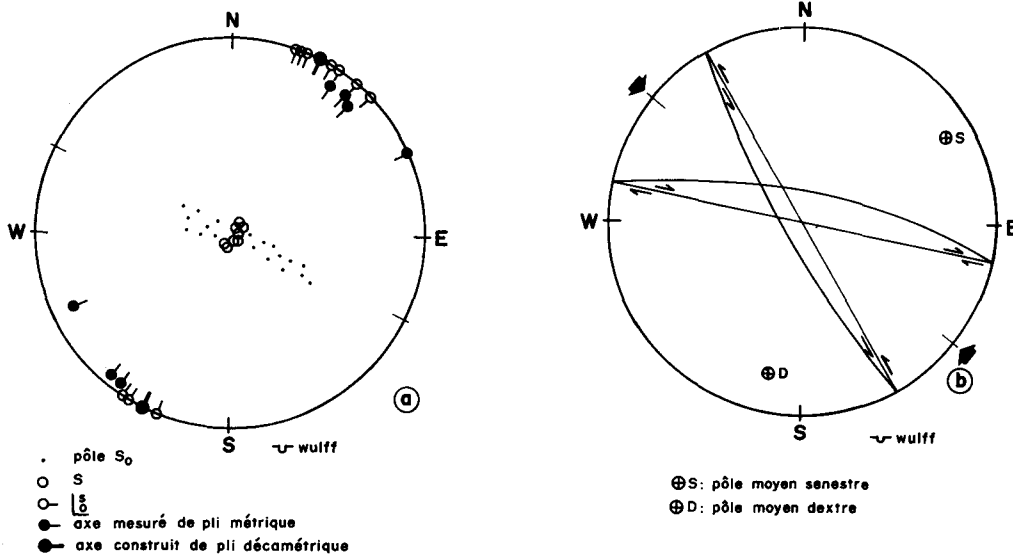 N
W
E
S
a
wulff
. pôle S₀
S
L S/0
axe mesuré de pli métrique
axe construit de pli décamétrique
N
S
W
E
D
S
b
wulff
S: pôle moyen senestre
D: pôle moyen dextre